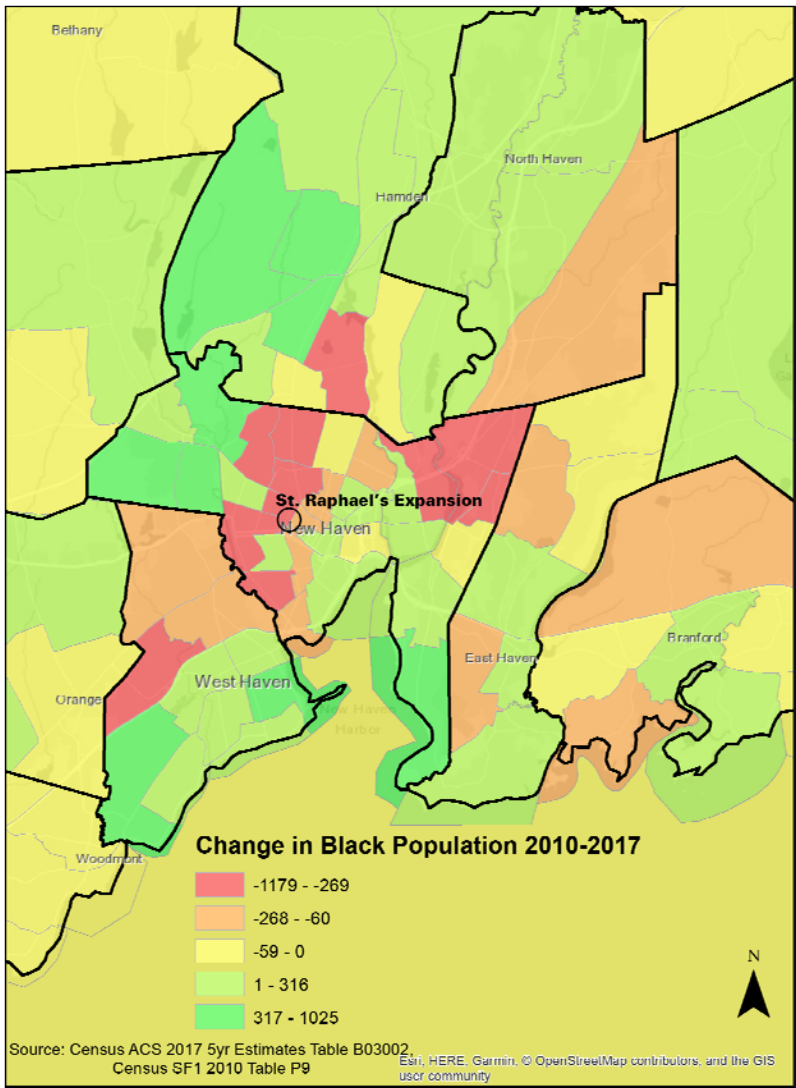 Bethany
North Haven
Hamden
St. Raphael's Expansion
New Haven
East Haven
Branford
West Haven
Orange
New Haven
Harbor
Woodmont
Change in Black Population 2010-2017
-1179 - -269
-268 - -60
-59 - 0
1 - 316
317 - 1025
N
Source: Census ACS 2017 5yr Estimates Table B03002,
Census SF1 2010 Table P9
Esri, HERE, Garmin, © OpenStreetMap contributors, and the GIS
user community